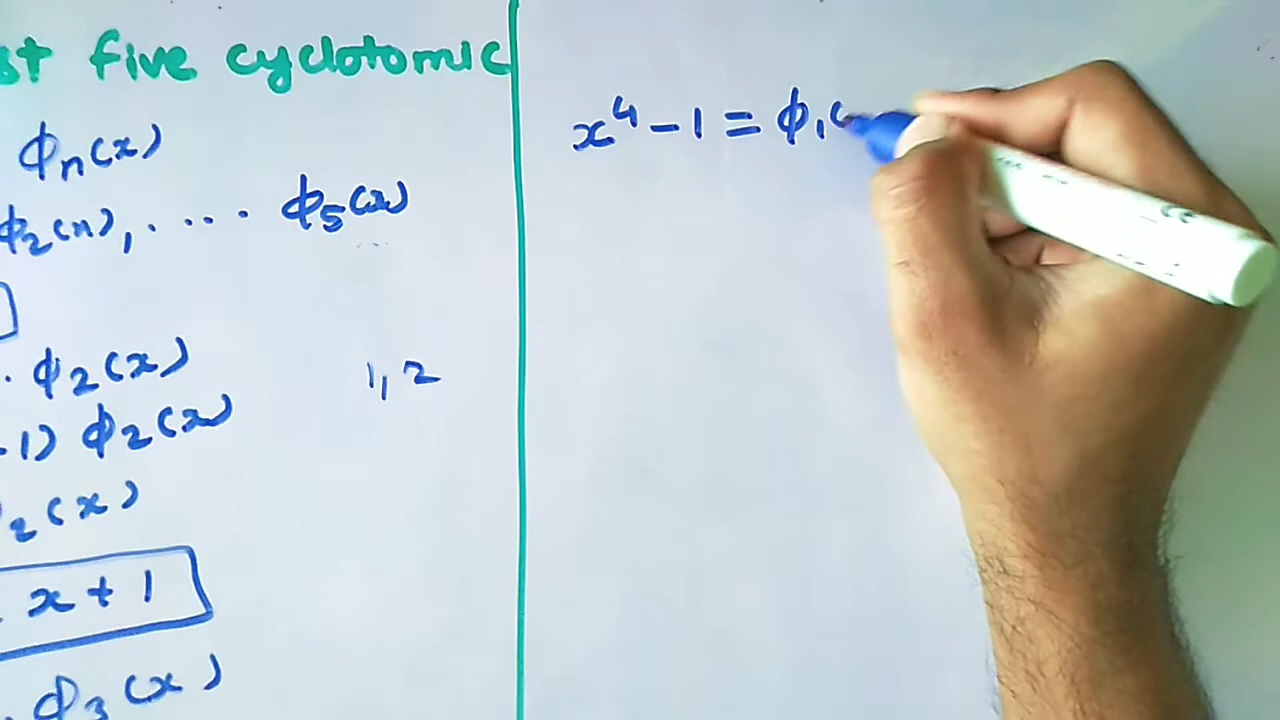 st five cyclotomic
ϕn(x)
ϕ2(x), .... ϕ5(x)
. ϕ2(x)
1, 2
-1) ϕ2(x)
2(x)
x + 1
. ϕ3(x)
x⁴ - 1 = ϕ1(